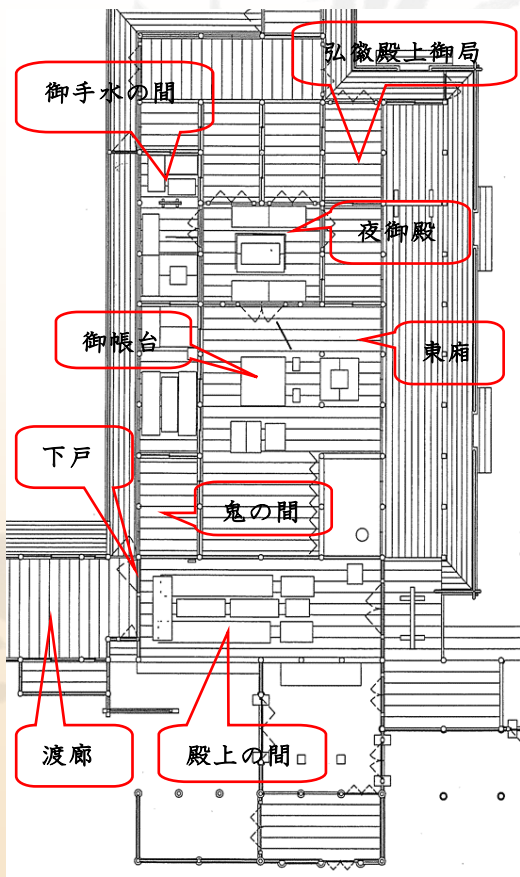 弘徽殿上御局
御手水の間
夜御殿
御帳台
東廂
下戸
鬼の間
渡廊
殿上の間